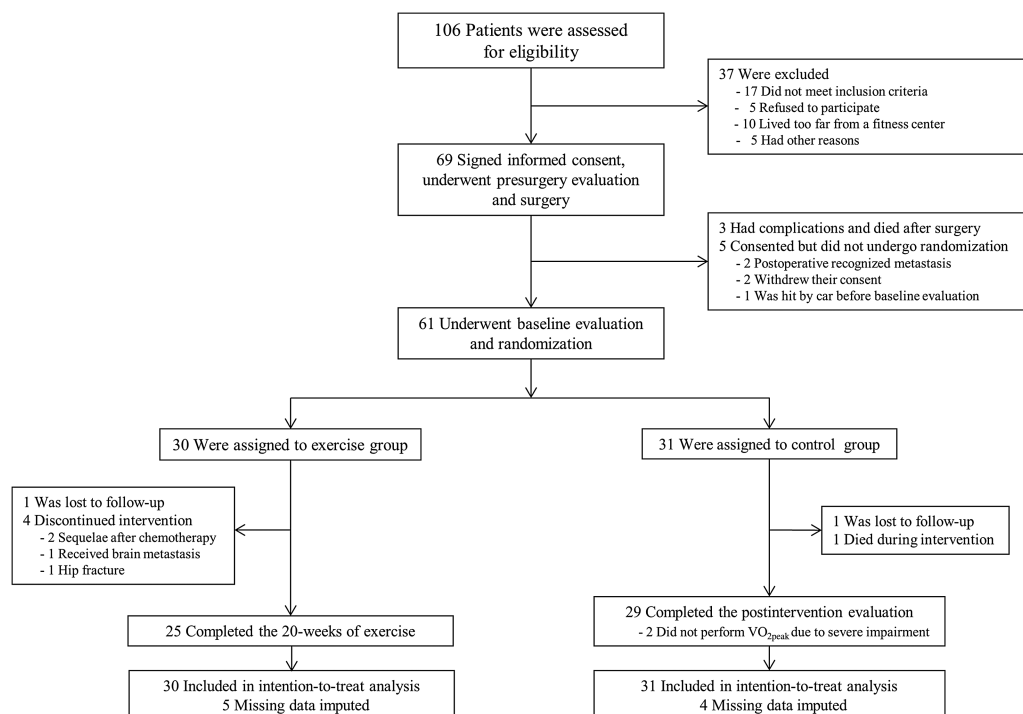 106 Patients were assessed
for eligibility
37 Were excluded
- 17 Did not meet inclusion criteria
- 5 Refused to participate
- 10 Lived too far from a fitness center
- 5 Had other reasons
69 Signed informed consent,
underwent presurgery evaluation
and surgery
3 Had complications and died after surgery
5 Consented but did not undergo randomization
- 2 Postoperative recognized metastasis
- 2 Withdrew their consent
- 1 Was hit by car before baseline evaluation
61 Underwent baseline evaluation
and randomization
30 Were assigned to exercise group
31 Were assigned to control group
1 Was lost to follow-up
4 Discontinued intervention
- 2 Sequelae after chemotherapy
- 1 Received brain metastasis
- 1 Hip fracture
1 Was lost to follow-up
1 Died during intervention
25 Completed the 20-weeks of exercise
29 Completed the postintervention evaluation
- 2 Did not perform VO2peak due to severe impairment
30 Included in intention-to-treat analysis
5 Missing data imputed
31 Included in intention-to-treat analysis
4 Missing data imputed